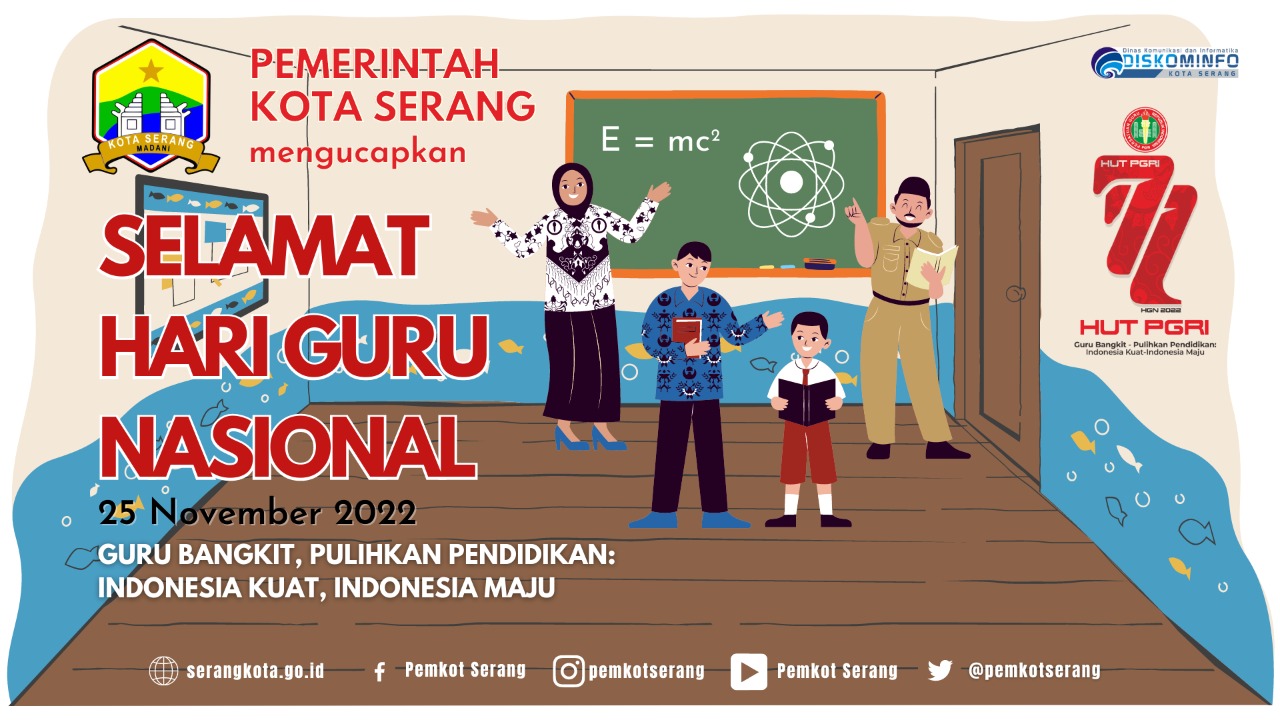 PEMERINTAH
KOTA SERANG
mengucapkan
KOTA SERANG
MADANI
SELAMAT
HARI GURU
NASIONAL
25 November 2022
GURU BANGKIT, PULIHKAN PENDIDIKAN:
INDONESIA KUAT, INDONESIA MAJU
E = mc²
Dinas Komunikasi dan Informatika
DISKOMINFO
KOTA SERANG
HUT PGRI
77
HGN 2022
HUT PGRI
Guru Bangkit - Pulihkan Pendidikan:
Indonesia Kuat-Indonesia Maju
serangkota.go.id
Pemkot Serang
pemkotserang
Pemkot Serang
@pemkotserang